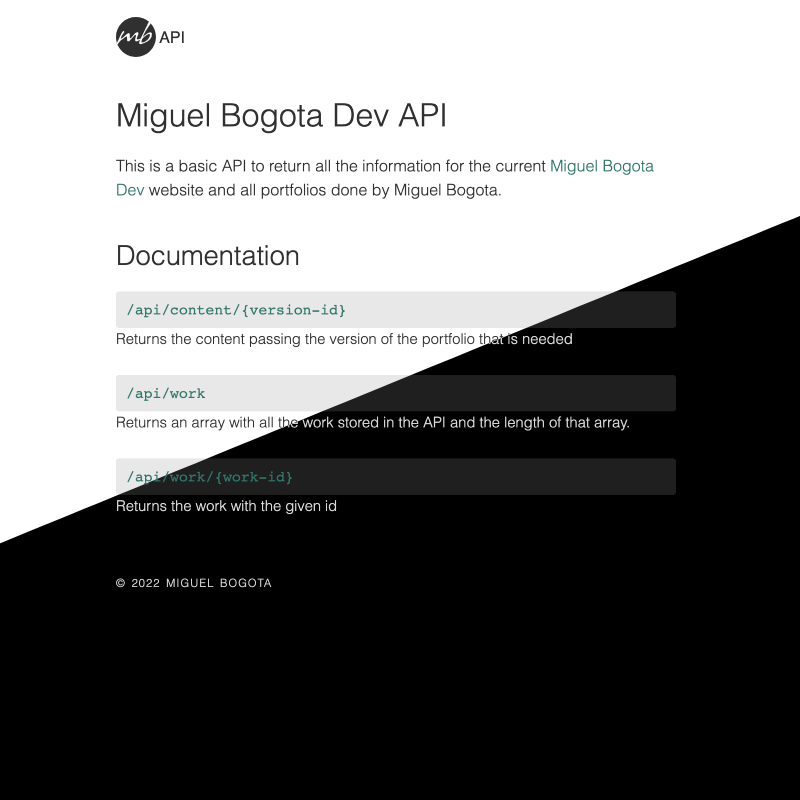 mb API
Miguel Bogota Dev API
This is a basic API to return all the information for the current Miguel Bogota
Dev website and all portfolios done by Miguel Bogota.
Documentation
/api/content/{version-id}
Returns the content passing the version of the portfolio that is needed
/api/work
Returns an array with all the work stored in the API and the length of that array.
/api/work/{work-id}
Returns the work with the given id
© 2022 MIGUEL BOGOTA